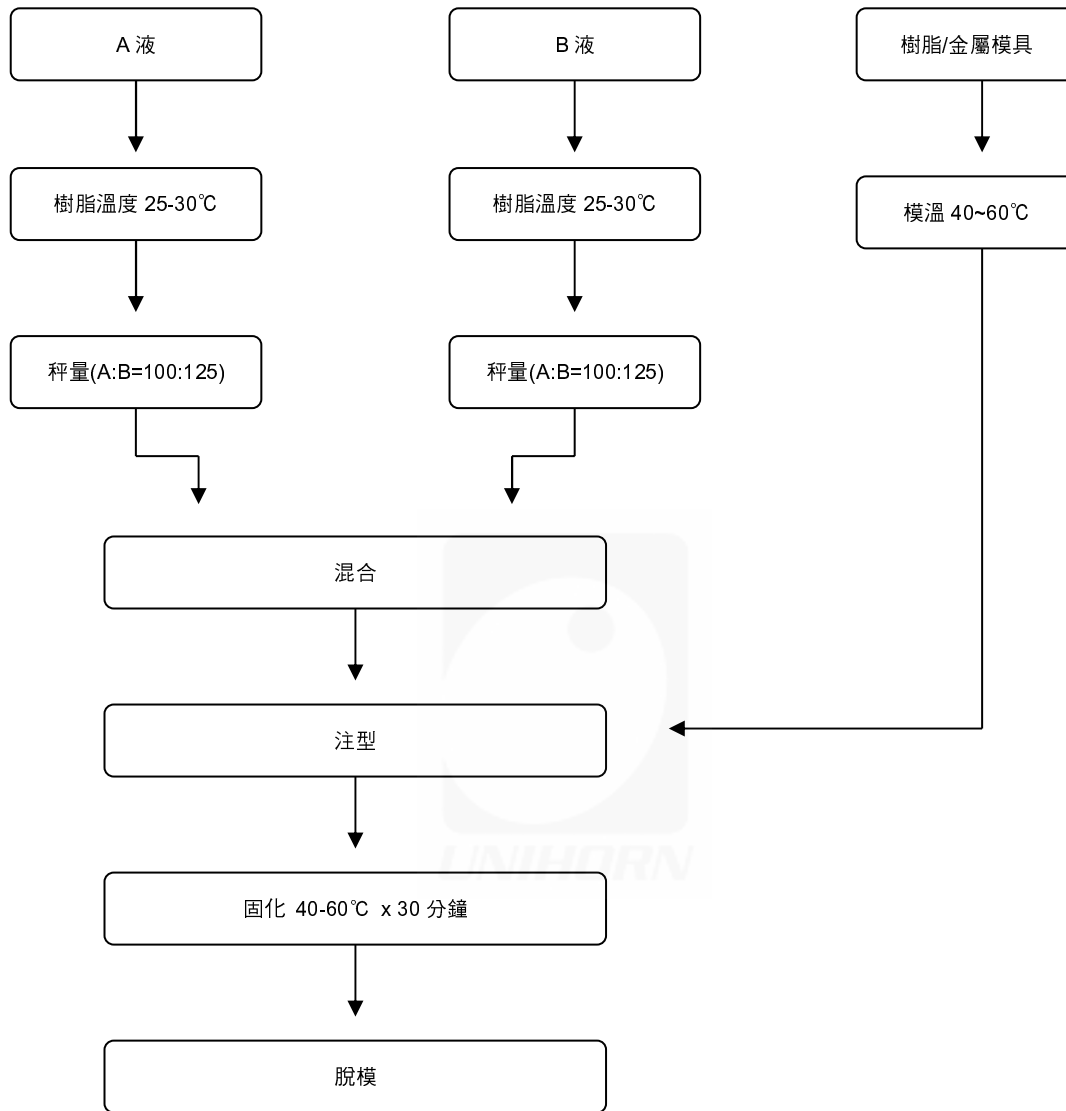 A 液
B 液
樹脂/金屬模具
樹脂溫度 25-30℃
樹脂溫度 25-30℃
模溫 40~60℃
秤量(A:B=100:125)
秤量(A:B=100:125)
混合
注型
UNIHORN
固化 40-60℃ x 30 分鐘
脫模